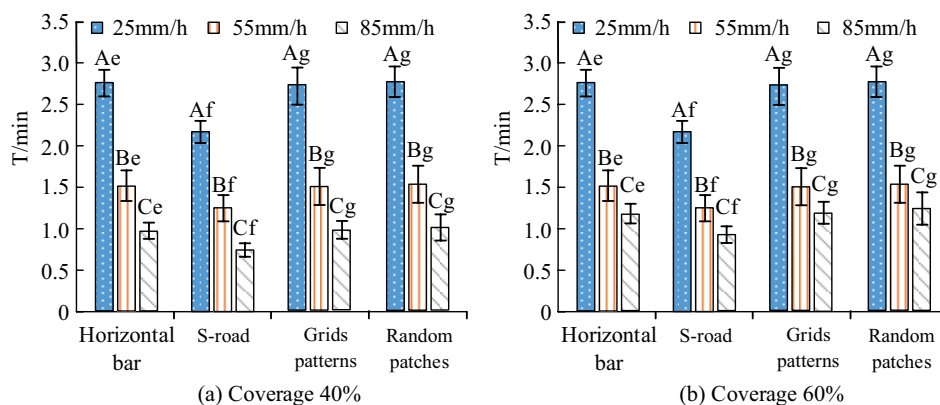 3.5
3.0
2.5
2.0
1.5
1.0
0.5
0
T/min
25mm/h 55mm/h 85mm/h
Ae Be Ce
Af Bf Cf
Ag Bg Cg
Ag Bg Cg
Horizontal
bar
S-road
Grids
patterns
Random
patches
(a) Coverage 40%
3.5
3.0
2.5
2.0
1.5
1.0
0.5
0
T/min
25mm/h 55mm/h 85mm/h
Ae Be Ce
Af Bf Cf
Ag Bg Cg
Ag Bg Cg
Horizontal
bar
S-road
Grids
patterns
Random
patches
(b) Coverage 60%